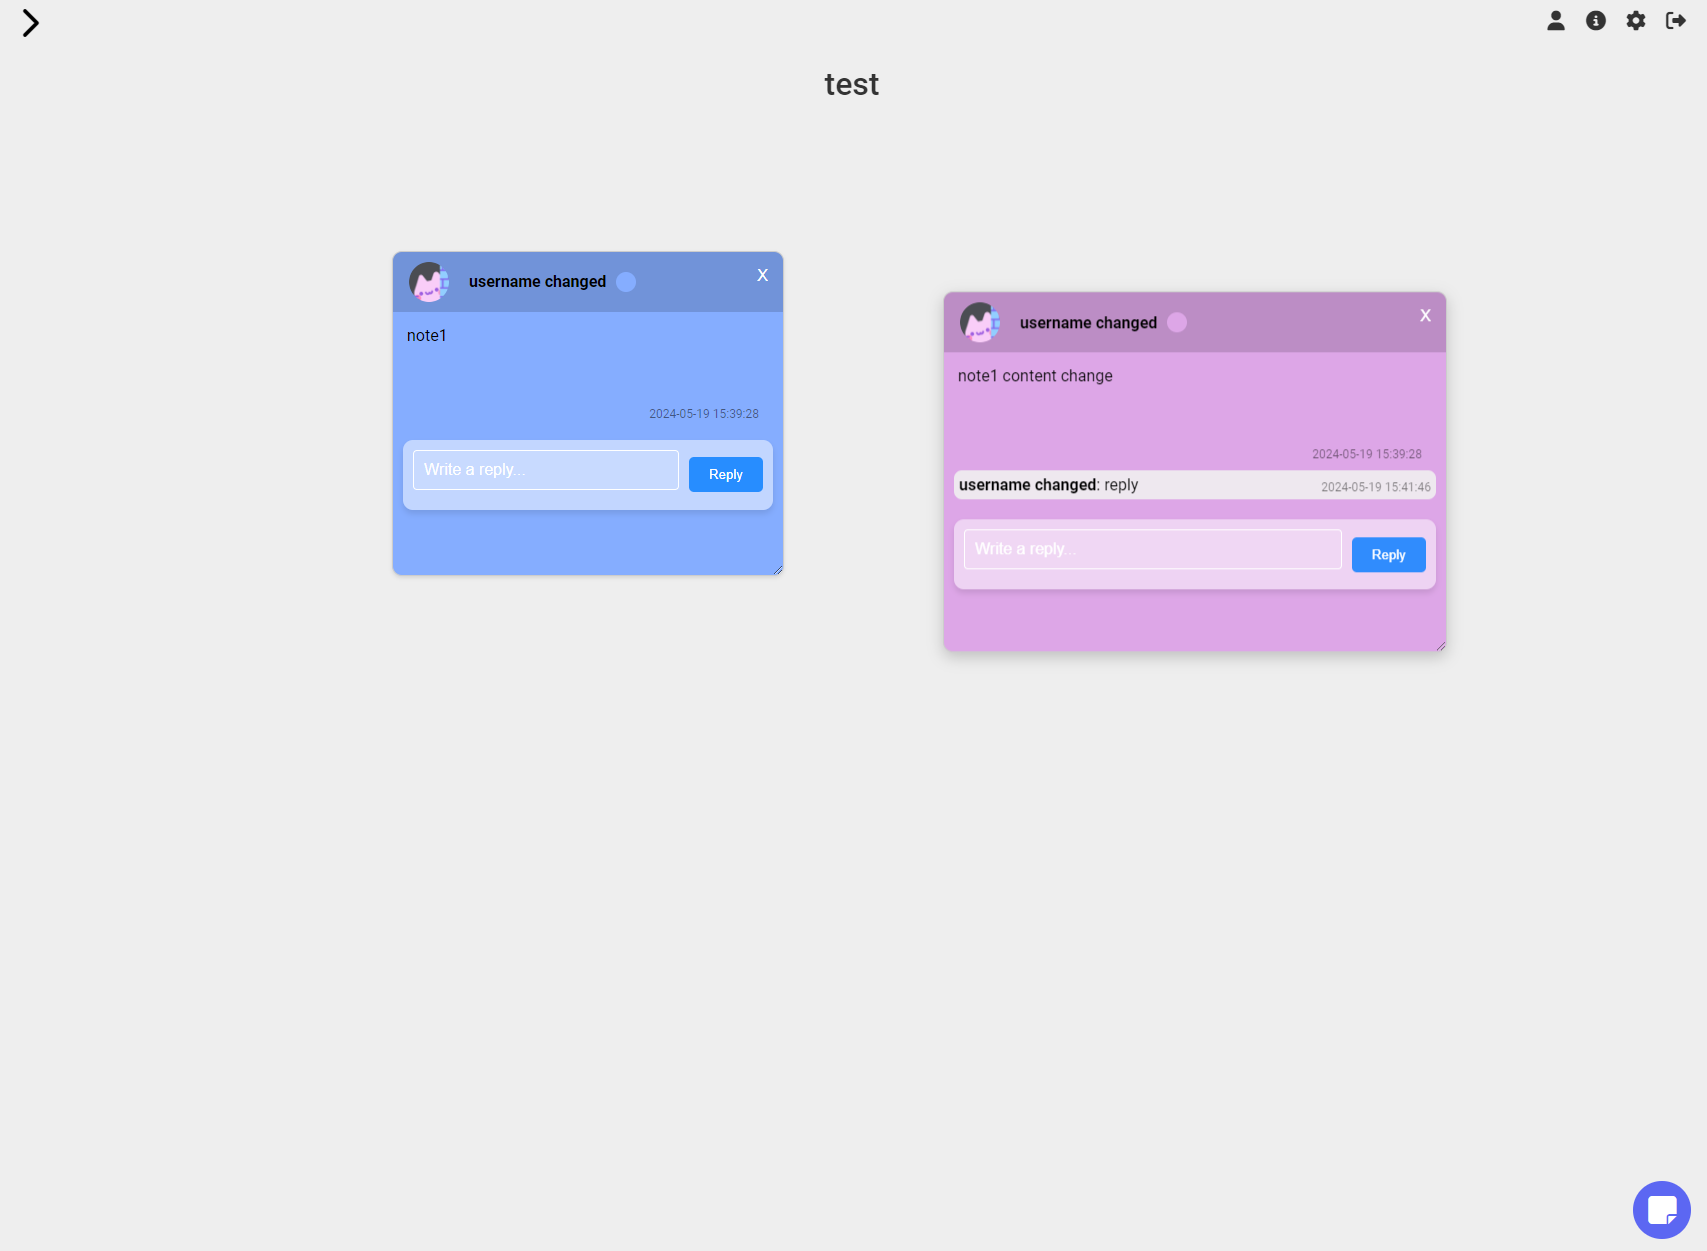 test
username changed
X
note1
2024-05-19 15:39:28
Write a reply...
Reply
username changed
X
note1 content change
2024-05-19 15:39:28
username changed: reply 2024-05-19 15:41:46
Write a reply...
Reply